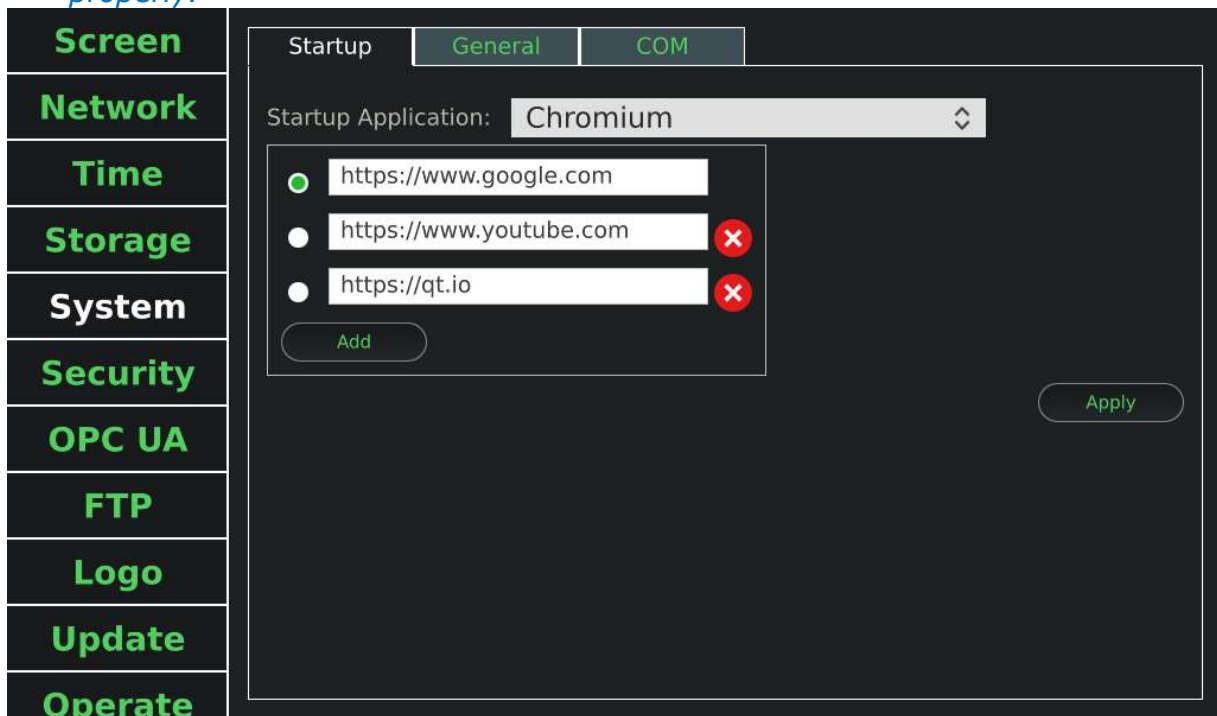 properly.
Screen
Network
Time
Storage
System
Security
OPC UA
FTP
Logo
Update
Operate
Startup General COM
Startup Application: Chromium
https://www.google.com
https://www.youtube.com
https://qt.io
Add
Apply